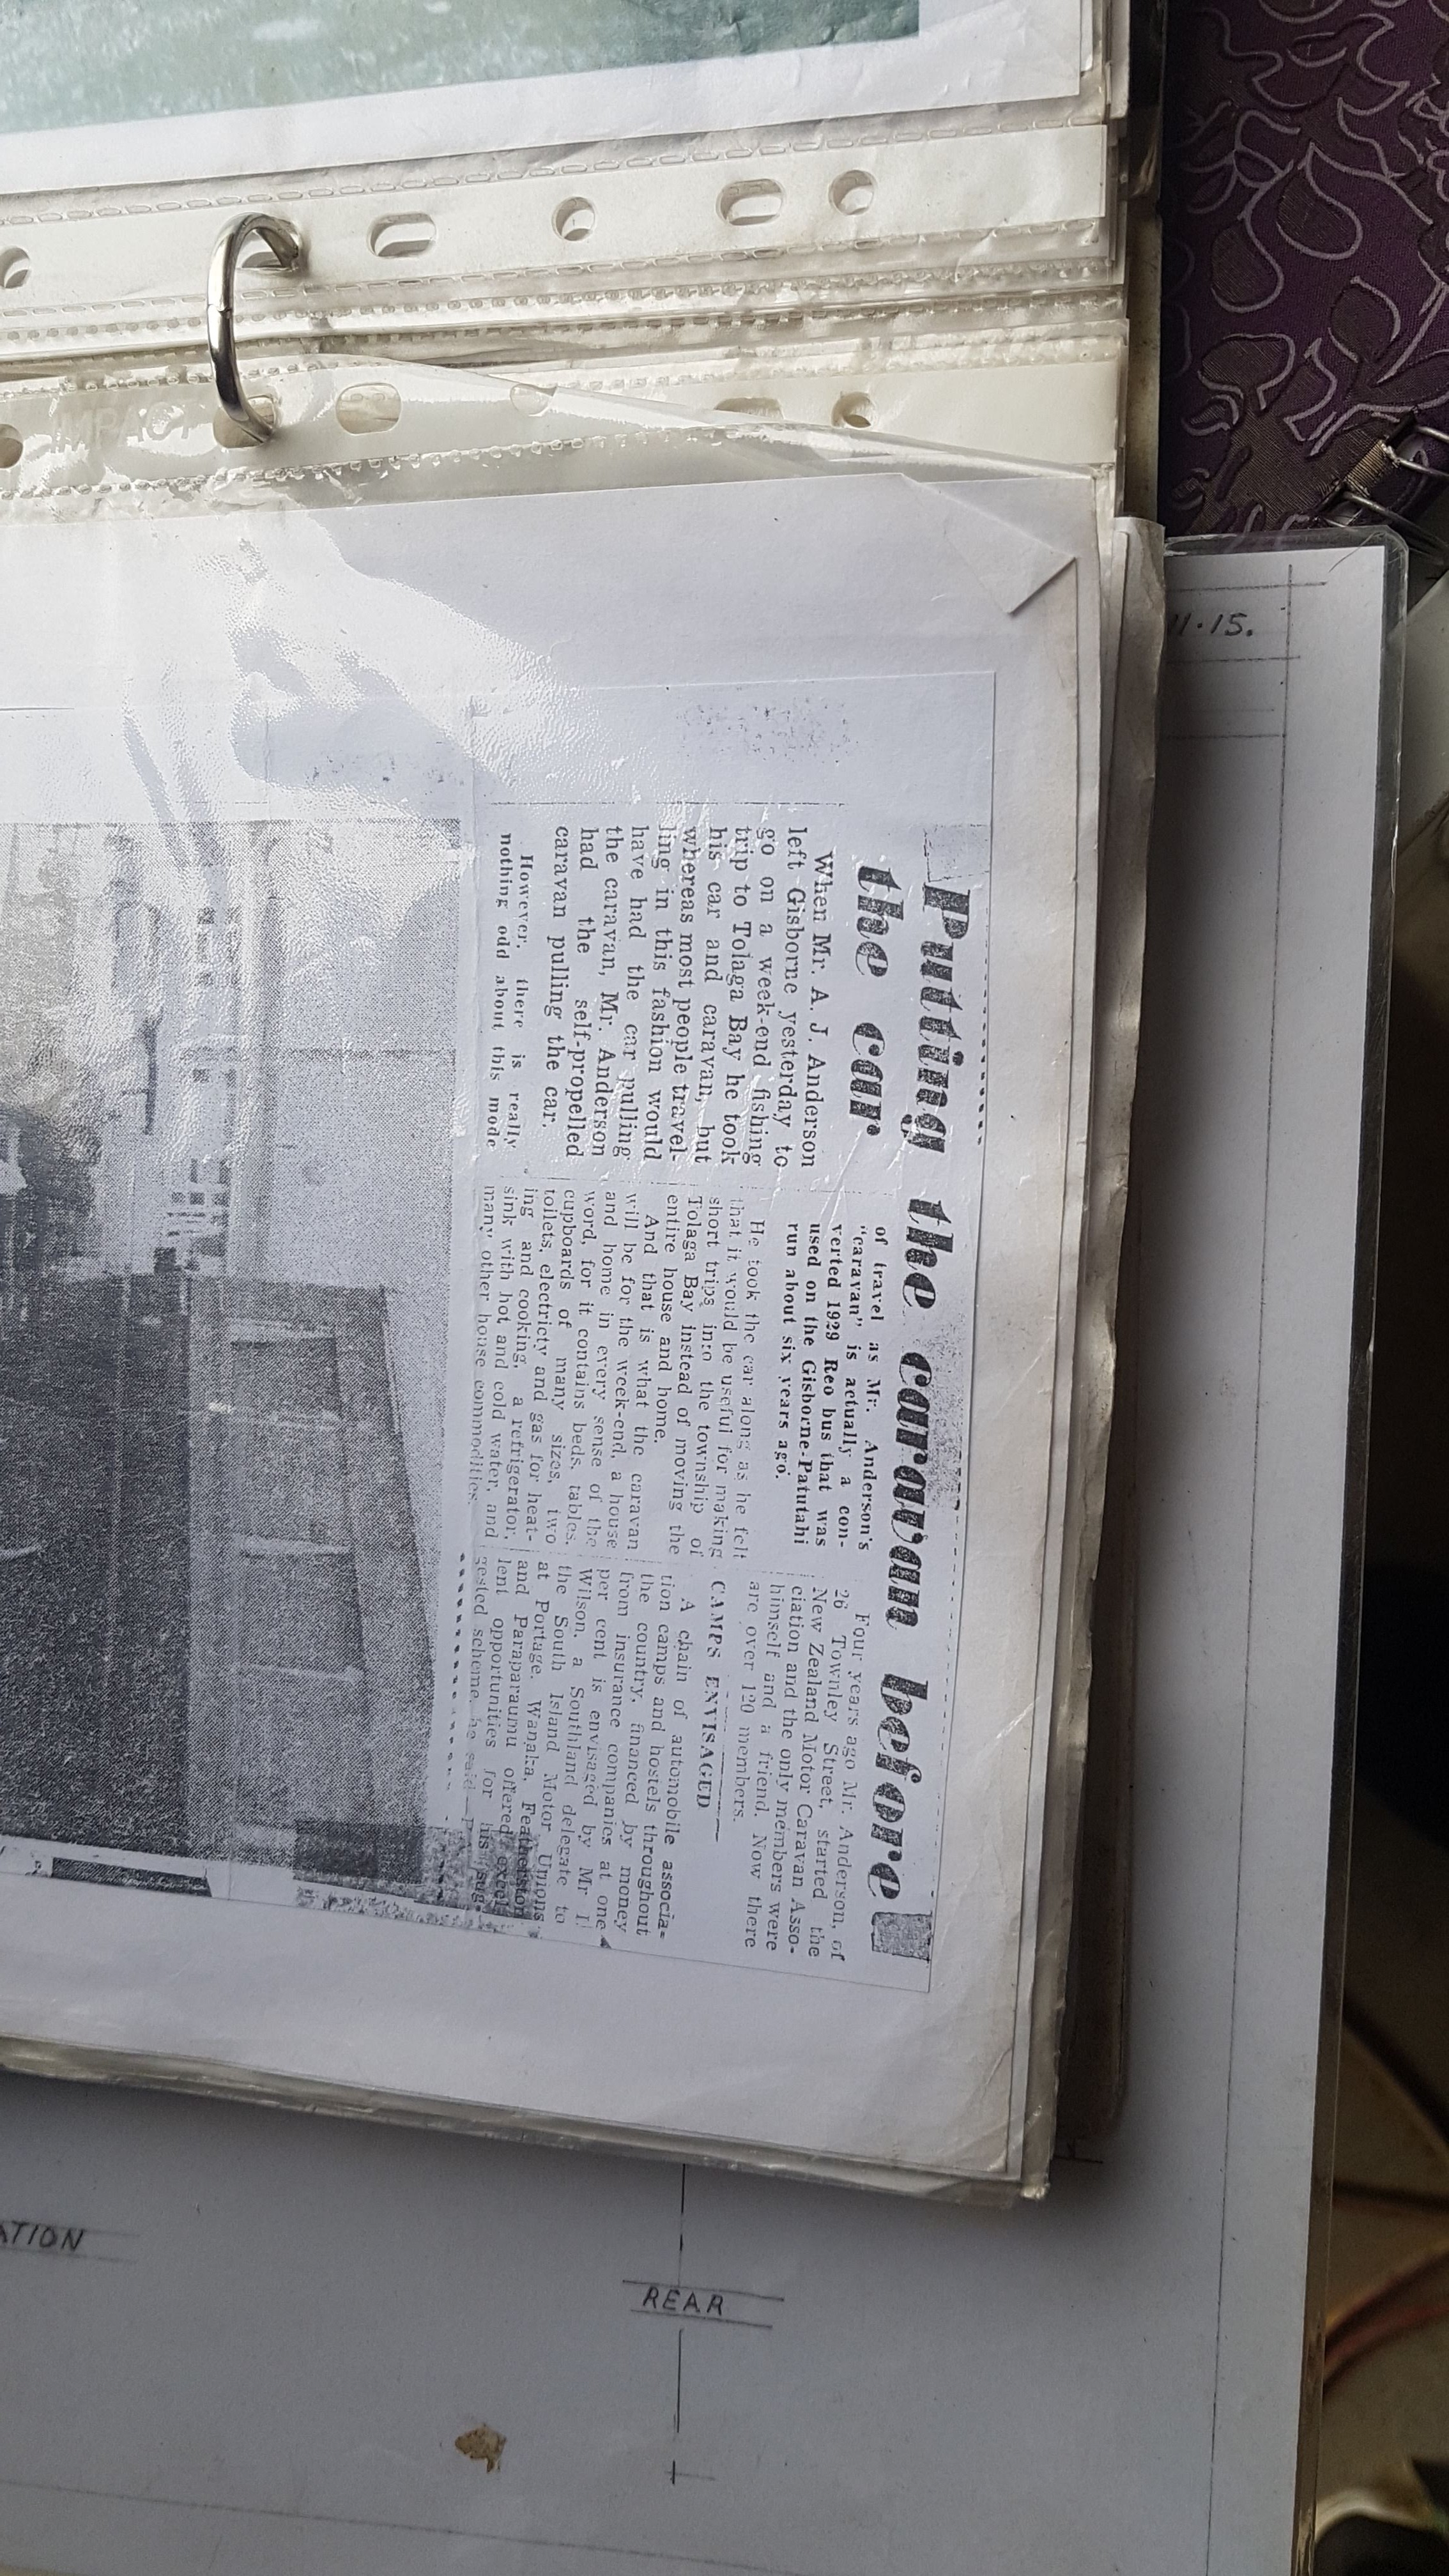 Putting the caravan before
the car
When Mr. A. J. Anderson
left Gisborne yesterday to
go on a week-end fishing
trip to Tolaga Bay he took
his car and caravan, but
whereas most people travel-
ling in this fashion would
have had the car pulling
the caravan, Mr. Anderson
had the self-propelled
caravan pulling the car.
However, there is really
nothing odd about this mode
of travel as Mr. Anderson's
"caravan" is actually a con-
verted 1929 Reo bus that was
used on the Gisborne-Patutahi
run about six years ago.
He took the car along as he felt
that it would be useful for making
short trips into the township of
Tolaga Bay instead of moving the
entire house and home.
And that is what the caravan
will be for the week-end, a house
and home in every sense of the
word, for it contains beds, tables,
cupboards of many sizes, two
toilets, electricty and gas for heat-
ing and cooking, a refrigerator,
sink with hot and cold water, and
many other house commodities.
Four years ago Mr. Anderson, of
26 Townley Street, started the
New Zealand Motor Caravan Asso-
ciation and the only members were
himself and a friend. Now there
are over 120 members.
CAMPS ENVISAGED
A chain of automobile associa-
tion camps and hostels throughout
the country, financed by money
from insurance companies at one
per cent is envisaged by Mr
Wilson, a Southland delegate to
the South Island Motor Unions
at Portage. Wanaka, Featherston
and Paraparaumu offered excel-
lent opportunities for his sug-
gested scheme, he said
IMPACT
11.15.
ATION
REAR